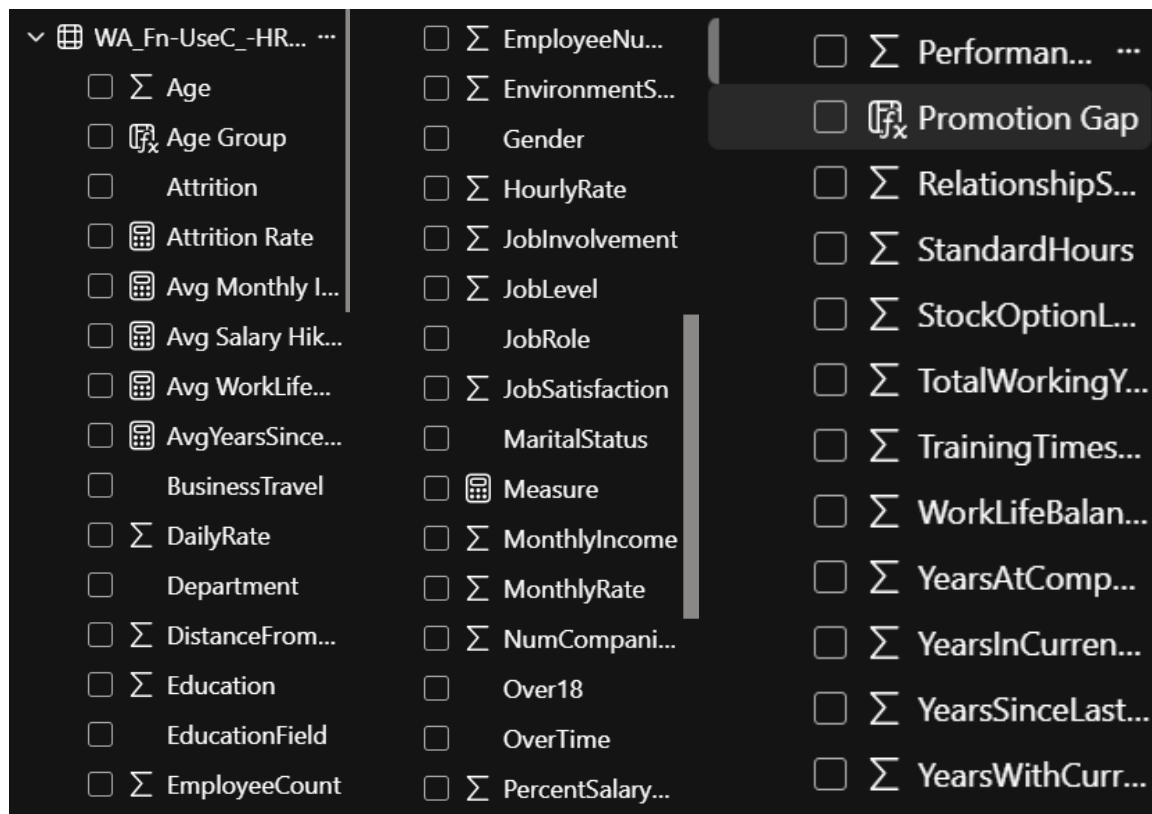 WA_Fn-UseC_-HR... ...
Age
Age Group
Attrition
Attrition Rate
Avg Monthly I...
Avg Salary Hik...
Avg WorkLife...
AvgYearsSince...
BusinessTravel
DailyRate
Department
DistanceFrom...
Education
EducationField
EmployeeCount
EmployeeNu...
EnvironmentS...
Gender
HourlyRate
JobInvolvement
JobLevel
JobRole
JobSatisfaction
MaritalStatus
Measure
MonthlyIncome
MonthlyRate
NumCompani...
Over18
OverTime
PercentSalary...
Performan... ...
Promotion Gap
RelationshipS...
StandardHours
StockOptionL...
TotalWorkingY...
TrainingTimes...
WorkLifeBalan...
YearsAtComp...
YearsInCurren...
YearsSinceLast...
YearsWithCurr...